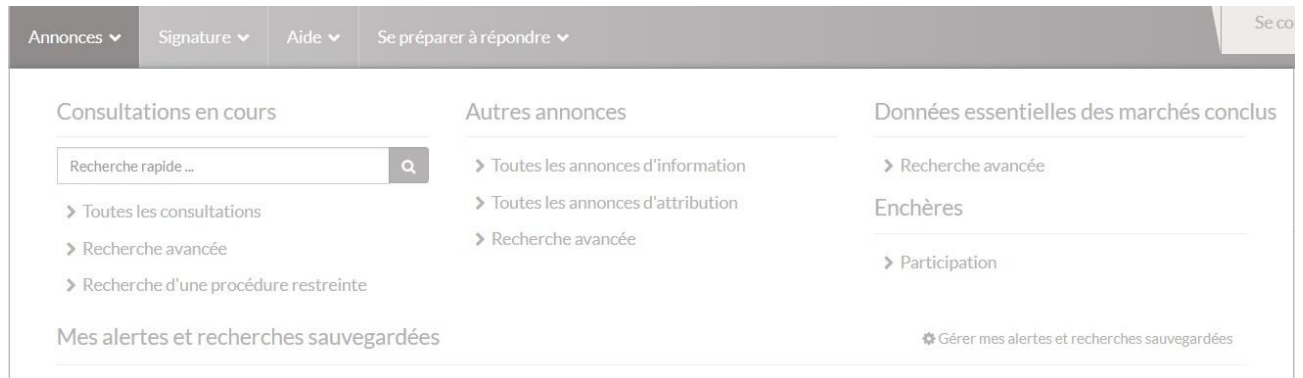 Annonces
Signature
Aide
Se préparer à répondre
Consultations en cours
Recherche rapide ...
Toutes les consultations
Recherche avancée
Recherche d'une procédure restreinte
Autres annonces
Toutes les annonces d'information
Toutes les annonces d'attribution
Recherche avancée
Données essentielles des marchés conclus
Recherche avancée
Enchères
Participation
Mes alertes et recherches sauvegardées
Gérer mes alertes et recherches sauvegardées